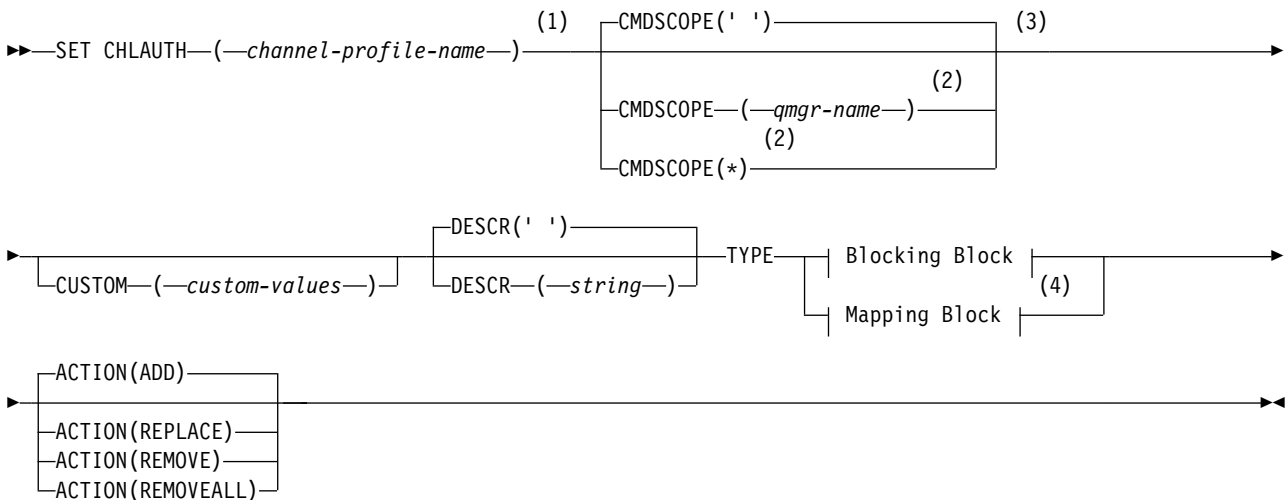 (1) CMDSCOPE(' ') (3)
SET CHLAUTH ( channel-profile-name )
(2)
CMDSCOPE ( qmgr-name )
(2)
CMDSCOPE(*)
DESCR(' ')
TYPE Blocking Block
CUSTOM ( custom-values ) DESCR ( string ) (4)
Mapping Block
ACTION(ADD)
ACTION(REPLACE)
ACTION(REMOVE)
ACTION(REMOVEALL)